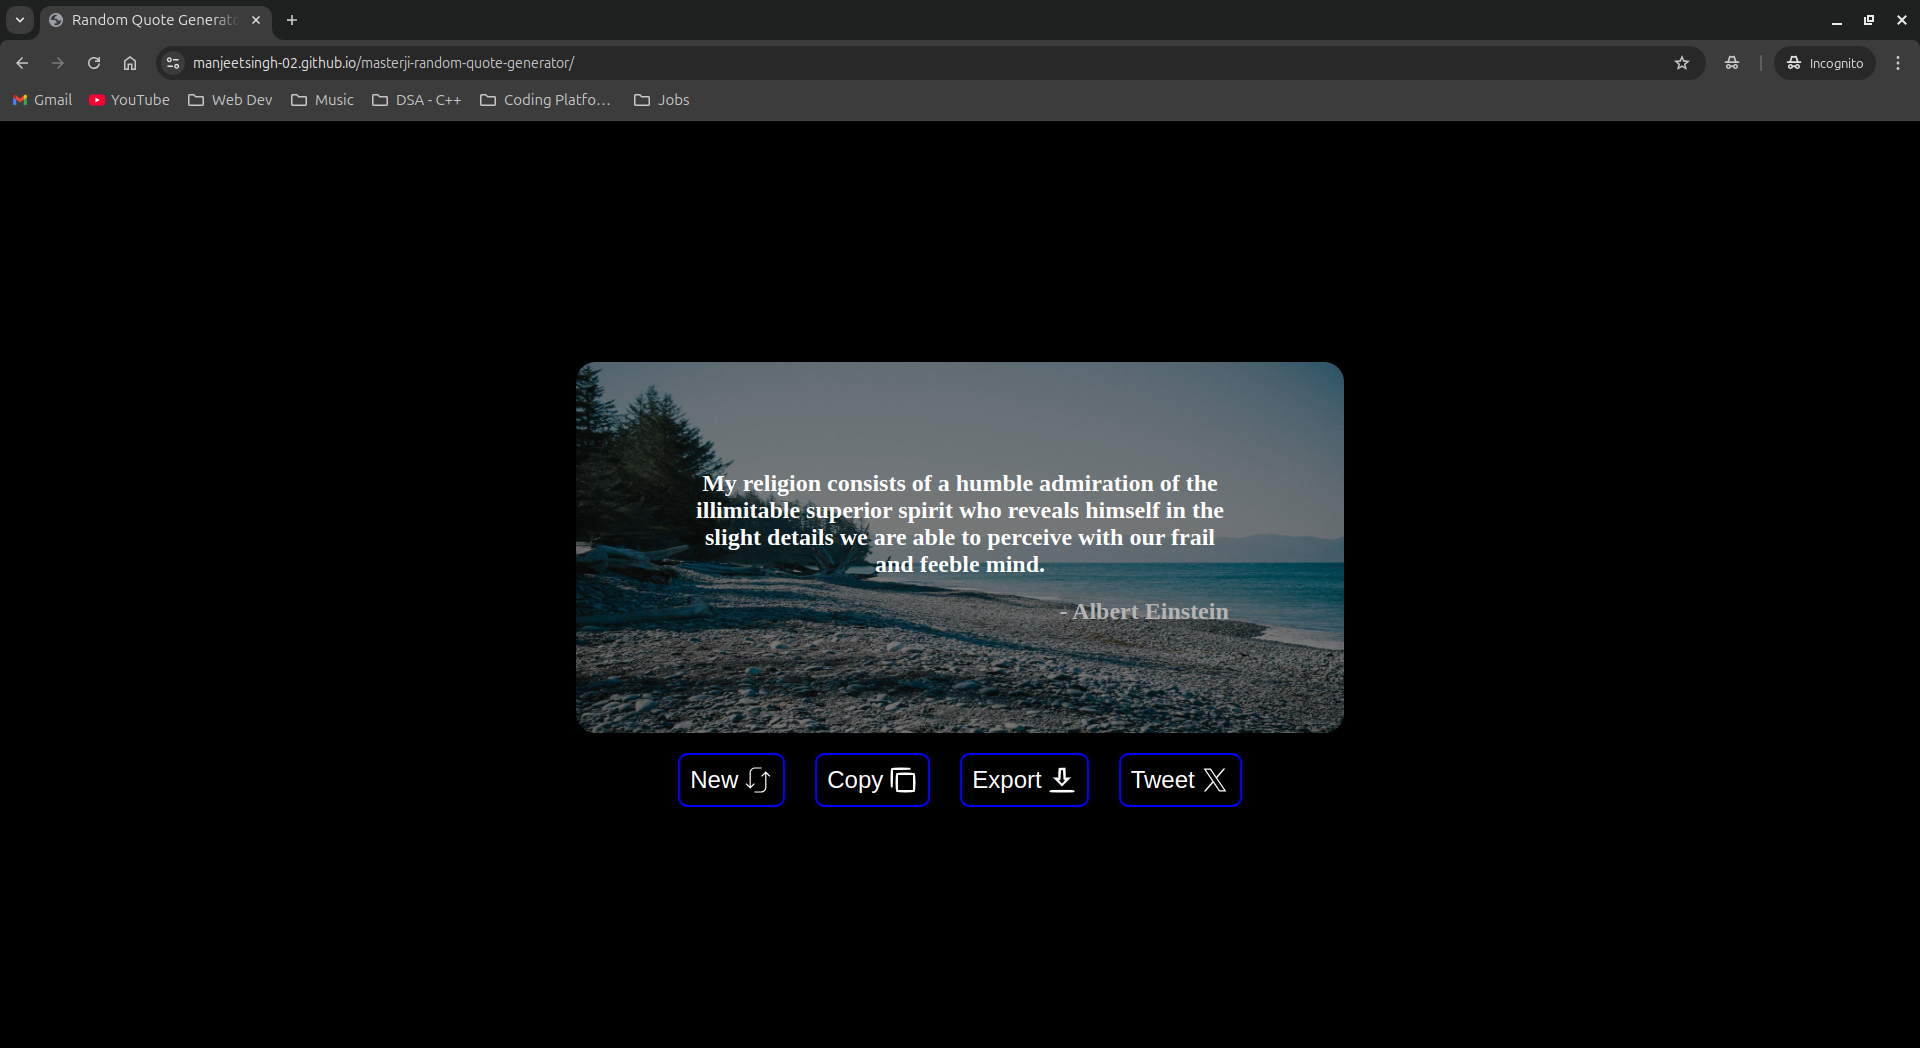 Random Quote Generat
manjeetsingh-02.github.io/masterji-random-quote-generator/
Incognito
Gmail
YouTube
Web Dev
Music
DSA - C++
Coding Platfo…
Jobs
My religion consists of a humble admiration of the
illimitable superior spirit who reveals himself in the
slight details we are able to perceive with our frail
and feeble mind.
- Albert Einstein
New
Copy
Export
Tweet